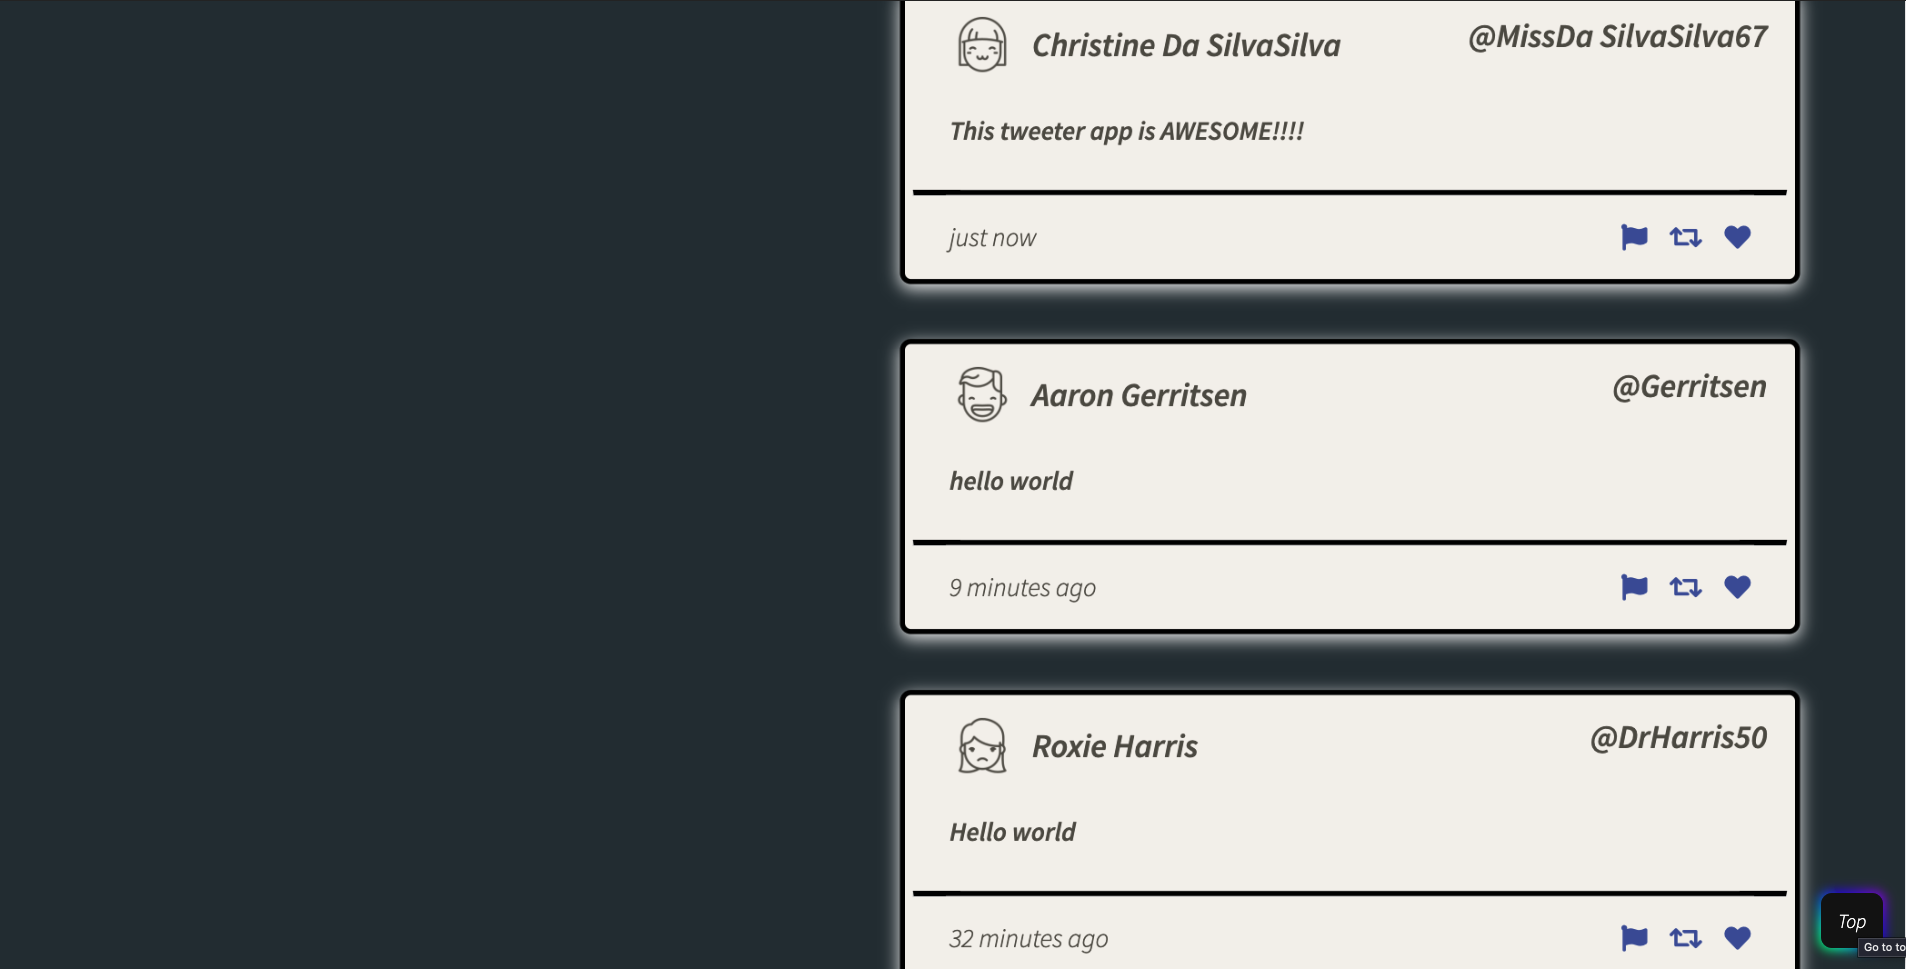 Christine Da SilvaSilva @MissDa SilvaSilva67
This tweeter app is AWESOME!!!!
just now
Aaron Gerritsen @Gerritsen
hello world
9 minutes ago
Roxie Harris @DrHarris50
Hello world
32 minutes ago
Top
Go to to